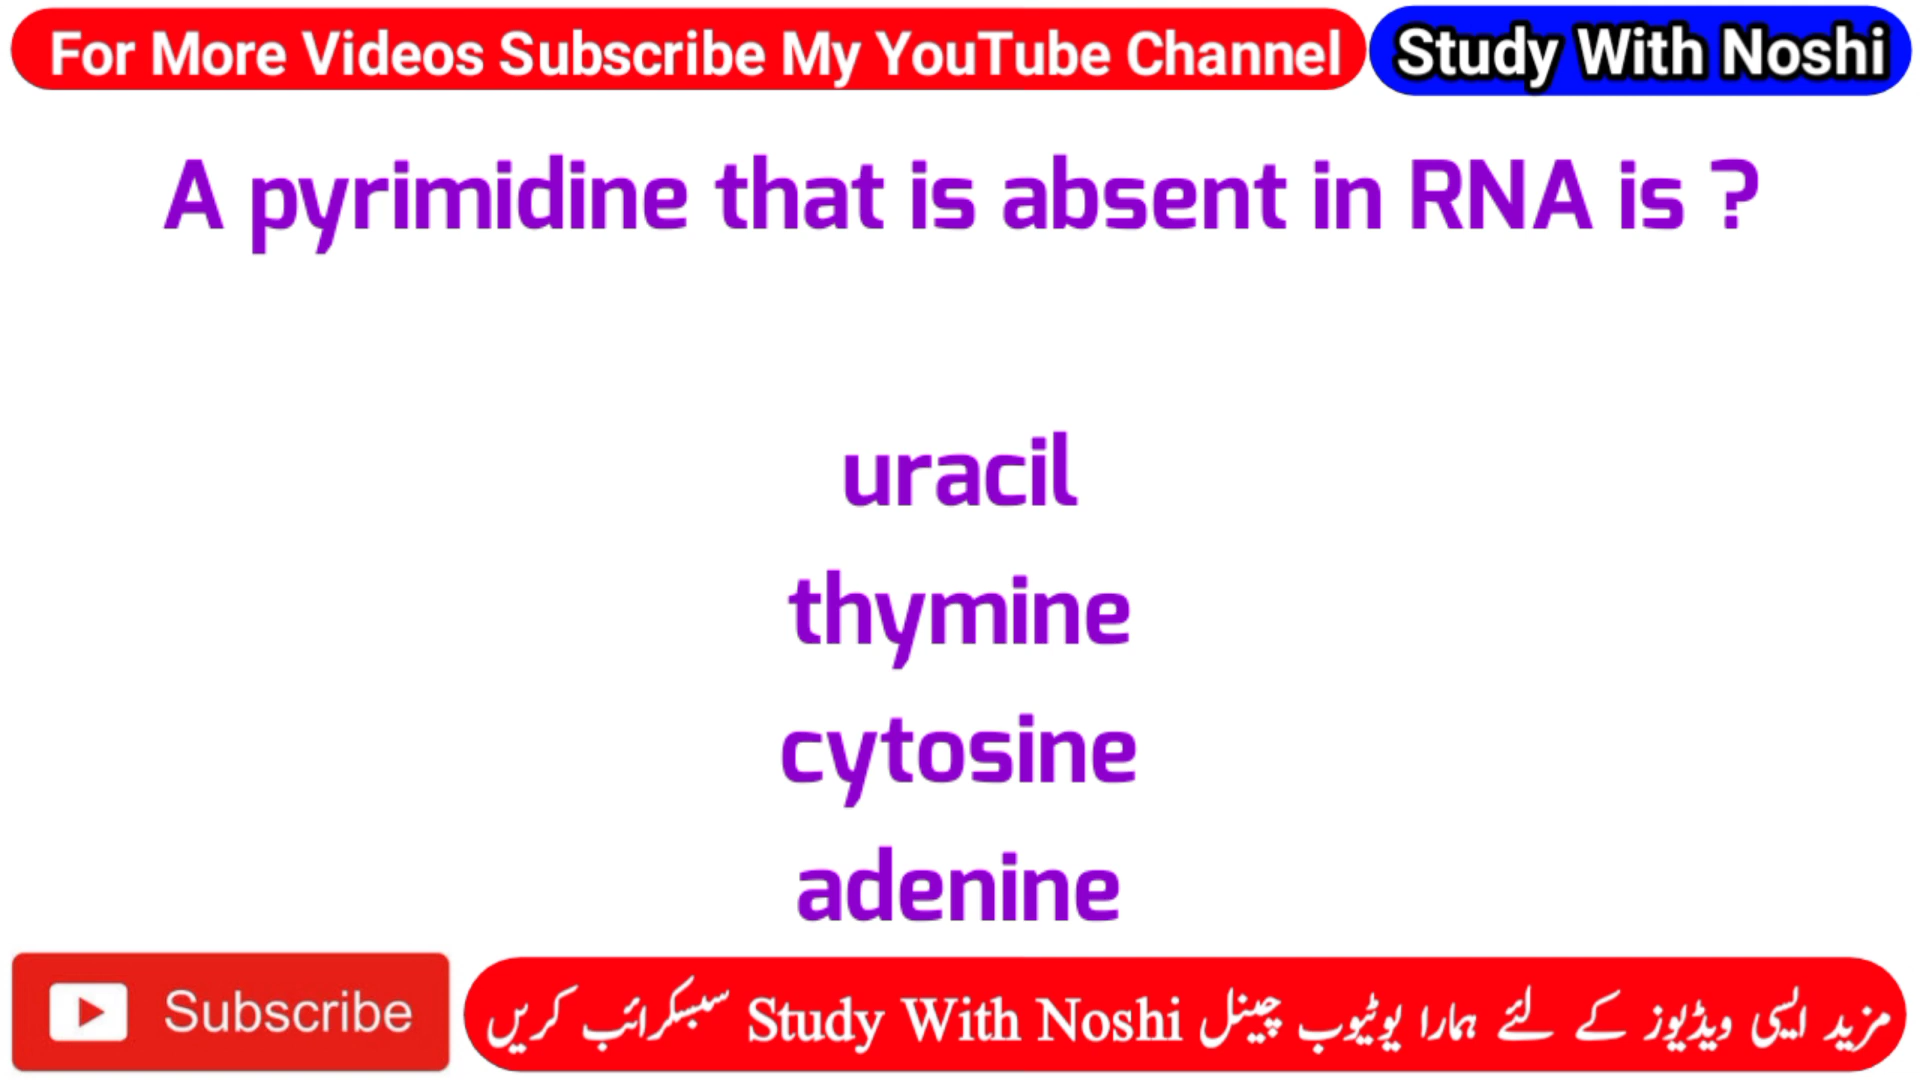 For More Videos Subscribe My YouTube Channel
Study With Noshi
A pyrimidine that is absent in RNA is ?
uracil
thymine
cytosine
adenine
Subscribe
مزید ایسی ویڈیوز کے لئے ہمارا یوٹیوب چینل Study With Noshi سبسکرائب کریں